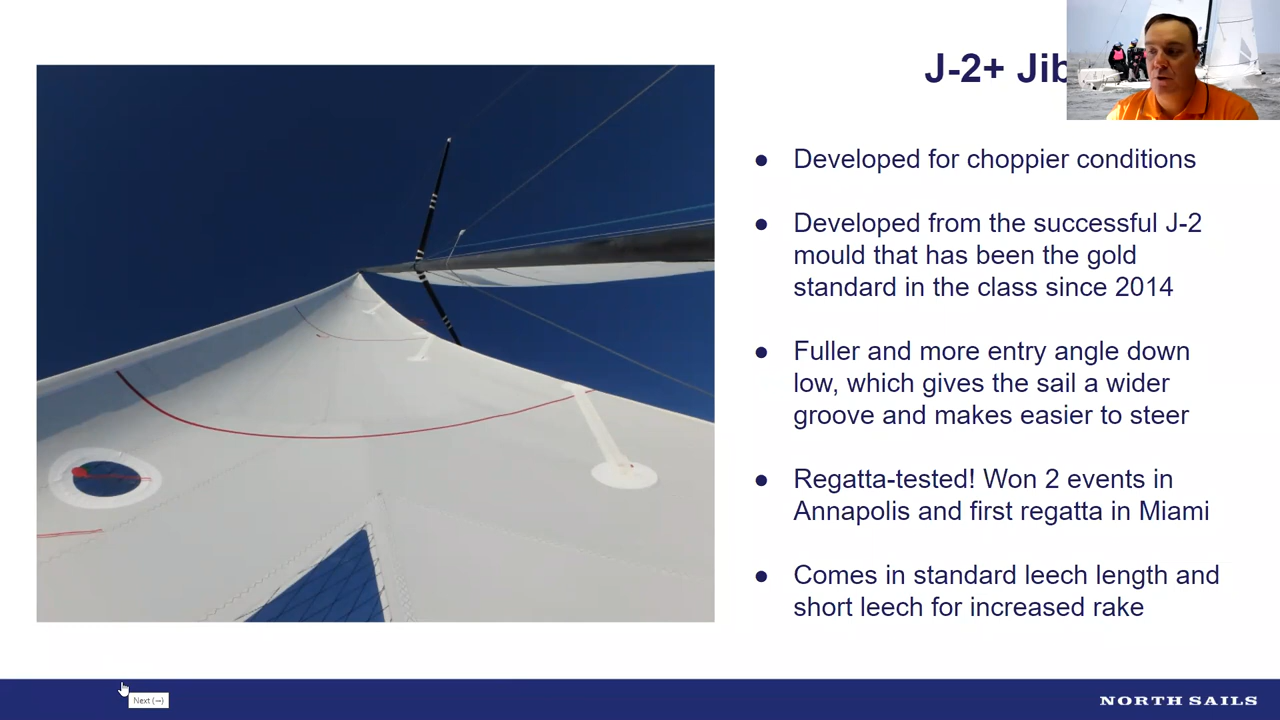 J-2+ Jib
● Developed for choppier conditions
● Developed from the successful J-2
mould that has been the gold
standard in the class since 2014
● Fuller and more entry angle down
low, which gives the sail a wider
groove and makes easier to steer
● Regatta-tested! Won 2 events in
Annapolis and first regatta in Miami
● Comes in standard leech length and
short leech for increased rake
Next (→)
NORTH SAILS